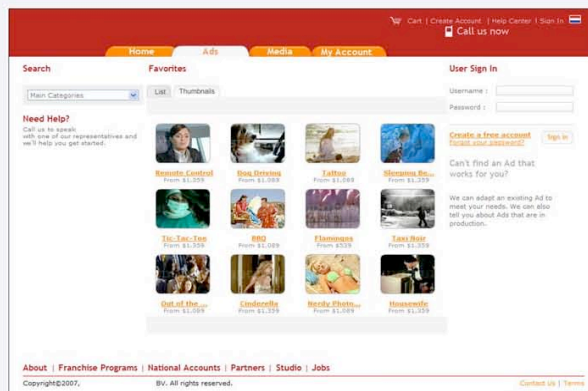 Cart | Create Account | Help Center | Sign In
Call us now
Home Ads Media My Account
Search
Main Categories
Need Help?
Call us to speak
with one of our representatives and
we'll help you get started.
Favorites
List Thumbnails
Remote Control
From $1,359
Dog Driving
From $1,089
Tattoo
From $1,089
Sleeping Be...
From $1,359
Tic-Tac-Toe
From $1,359
BBQ
From $1,089
Flamingos
From $539
Taxi Noir
From $1,359
Out of the ...
From $1,089
Cinderella
From $1,359
Nerdy Photo...
From $1,089
Housewife
From $1,359
User Sign In
Username :
Password :
Create a free account
Forgot your password?
Sign in
Can't find an Ad that
works for you?
We can adapt an existing Ad to
meet your needs. We can also
tell you about Ads that are in
production.
About | Franchise Programs | National Accounts | Partners | Studio | Jobs
Copyright©2007, BV. All rights reserved.
Contact Us | Terms